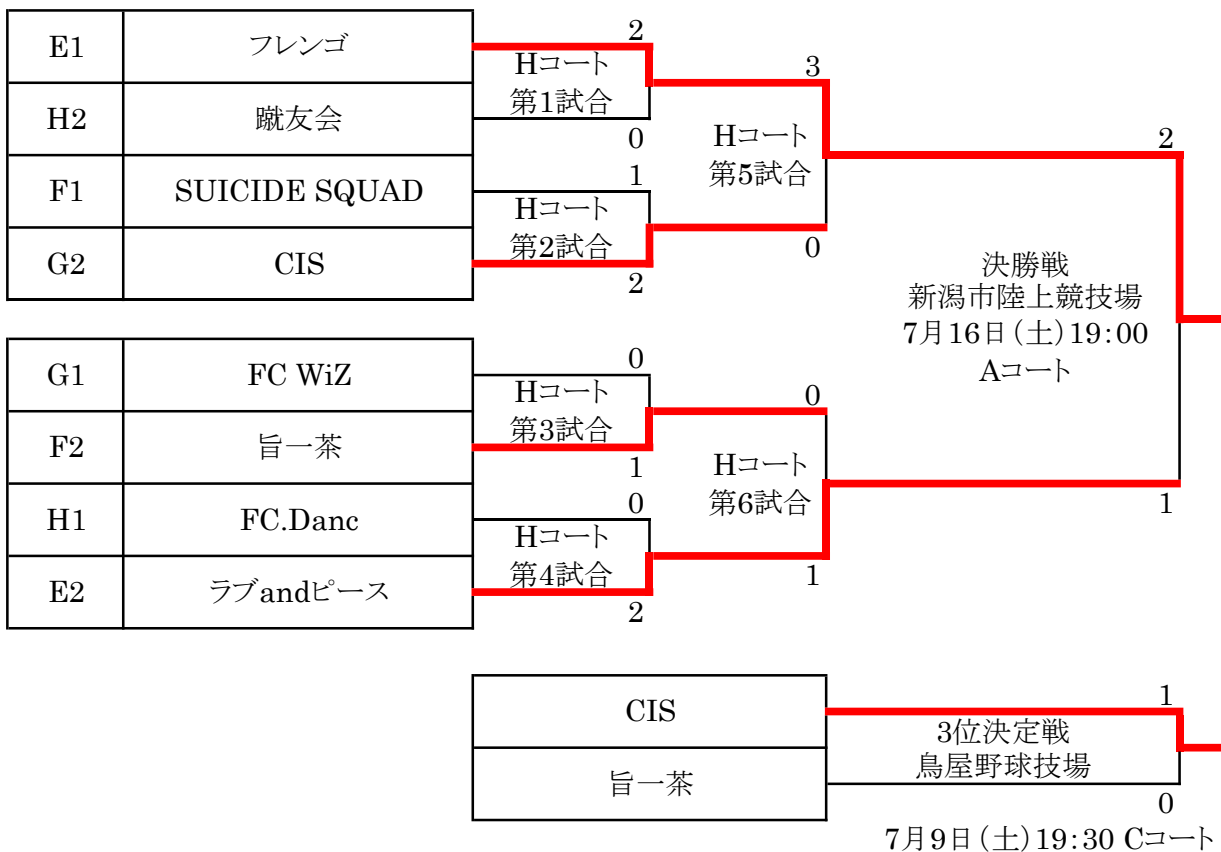 E1 フレンゴ 2
Hコート 3
第1試合
H2 蹴友会
0 Hコート 2
F1 SUICIDE SQUAD 1 第5試合
Hコート
第2試合 0
G2 CIS
2
決勝戦
新潟市陸上競技場
7月16日(土)19:00
Aコート
G1 FC WiZ 0
Hコート 0
第3試合
F2 旨一茶
1 Hコート
H1 FC.Danc 0 第6試合 1
Hコート
第4試合 1
E2 ラブandピース
2
CIS 1
3位決定戦
鳥屋野球技場
旨一茶
0
7月9日(土)19:30 Cコート